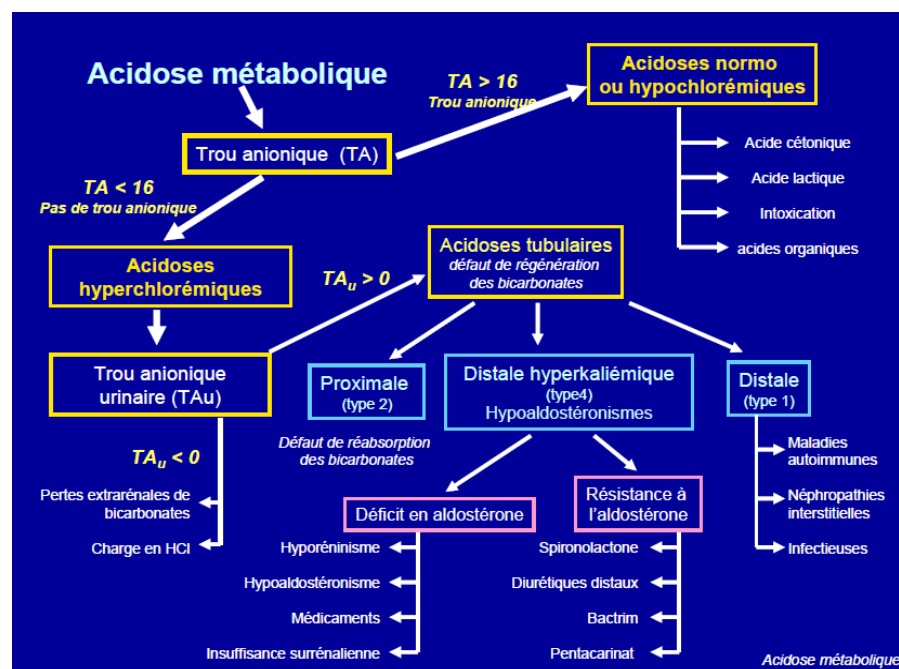 Acidose métabolique
TA > 16
Trou anionique
Acidoses normo
ou hypochlorémiques
Acide cétonique
Acide lactique
Intoxication
acides organiques
Trou anionique (TA)
TA < 16
Pas de trou anionique
Acidoses
hyperchlorémiques
TAu > 0
Acidoses tubulaires
défaut de régénération
des bicarbonates
Trou anionique
urinaire (TAu)
TAu < 0
Pertes extrarénales de
bicarbonates
Charge en HCl
Proximale
(type 2)
Défaut de réabsorption
des bicarbonates
Distale hyperkaliémique
(type4)
Hypoaldostéronismes
Distale
(type 1)
Maladies
autoimmunes
Néphropathies
interstitielles
Infectieuses
Déficit en aldostérone
Hyporéninisme
Hypoaldostéronisme
Médicaments
Insuffisance surrénalienne
Résistance à
l'aldostérone
Spironolactone
Diurétiques distaux
Bactrim
Pentacarinat
Acidose métabolique